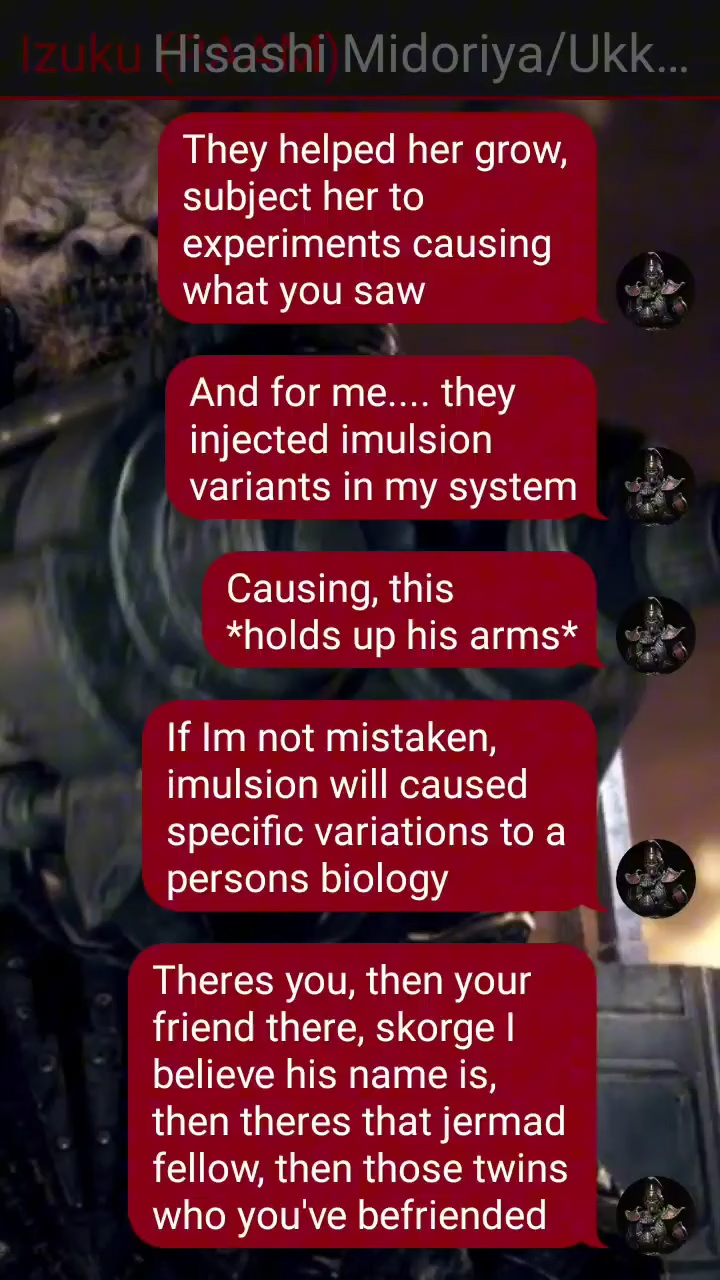 Izuku Hisashi Midoriya/Ukk...
They helped her grow,
subject her to
experiments causing
what you saw
And for me.... they
injected imulsion
variants in my system
Causing, this
*holds up his arms*
If Im not mistaken,
imulsion will caused
specific variations to a
persons biology
Theres you, then your
friend there, skorge I
believe his name is,
then theres that jermad
fellow, then those twins
who you've befriended